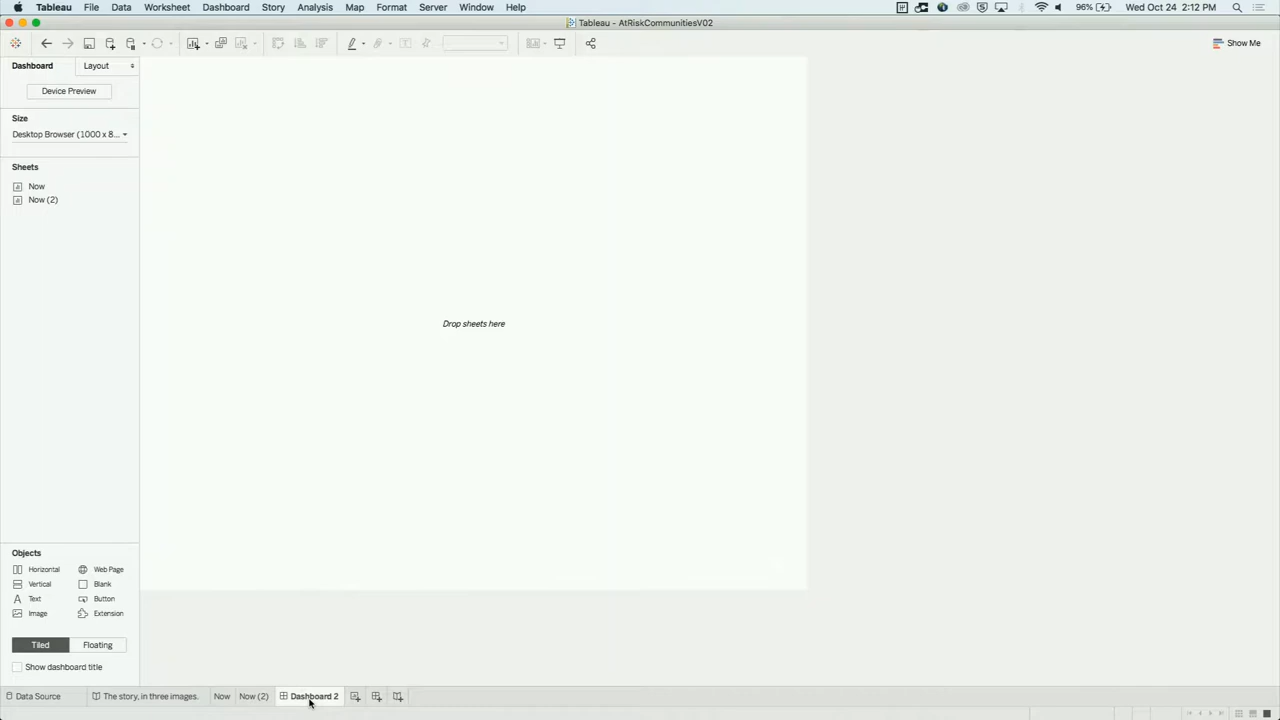 Tableau File Data Worksheet Dashboard Story Analysis Map Format Server Window Help 96% Wed Oct 24 2:12 PM
Tableau - AtRiskCommunitiesV02
Show Me
Dashboard Layout
Device Preview
Size
Desktop Browser (1000 x 8...
Sheets
Now
Now (2)
Drop sheets here
Objects
Horizontal Web Page
Vertical Blank
Text Button
Image Extension
Tiled Floating
Show dashboard title
Data Source The story, in three images. Now Now (2) Dashboard 2